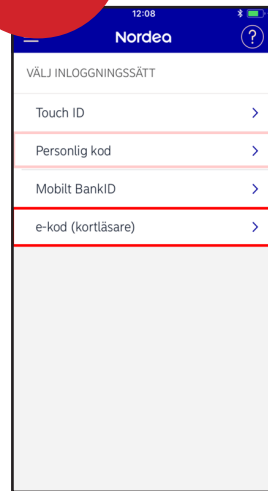 12:08
Nordea
?
VÄLJ INLOGGNINGSSÄTT
Touch ID
Personlig kod
Mobilt BankID
e-kod (kortläsare)